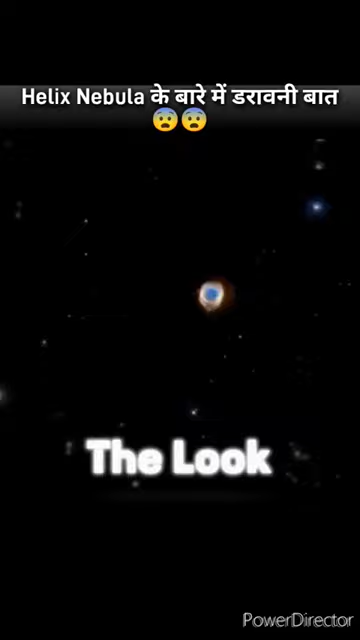 Helix Nebula के बारे में डरावनी बात
😨😨
The Look
PowerDirector